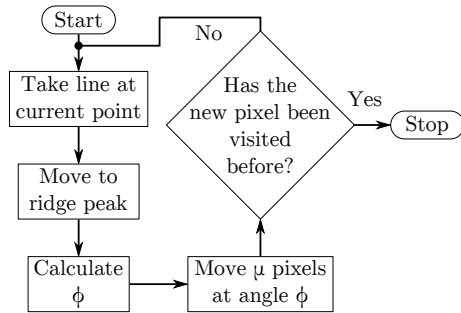 Start
No
Take line at
current point
Has the
new pixel been
visited
before?
Yes
Stop
Move to
ridge peak
Calculate
ϕ
Move μ pixels
at angle ϕ